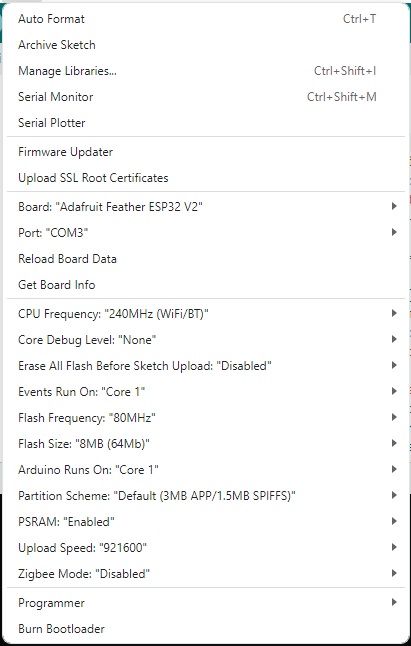 Auto Format Ctrl+T
Archive Sketch
Manage Libraries... Ctrl+Shift+I
Serial Monitor Ctrl+Shift+M
Serial Plotter
Firmware Updater
Upload SSL Root Certificates
Board: "Adafruit Feather ESP32 V2"
Port: "COM3"
Reload Board Data
Get Board Info
CPU Frequency: "240MHz (WiFi/BT)"
Core Debug Level: "None"
Erase All Flash Before Sketch Upload: "Disabled"
Events Run On: "Core 1"
Flash Frequency: "80MHz"
Flash Size: "8MB (64Mb)"
Arduino Runs On: "Core 1"
Partition Scheme: "Default (3MB APP/1.5MB SPIFFS)"
PSRAM: "Enabled"
Upload Speed: "921600"
Zigbee Mode: "Disabled"
Programmer
Burn Bootloader